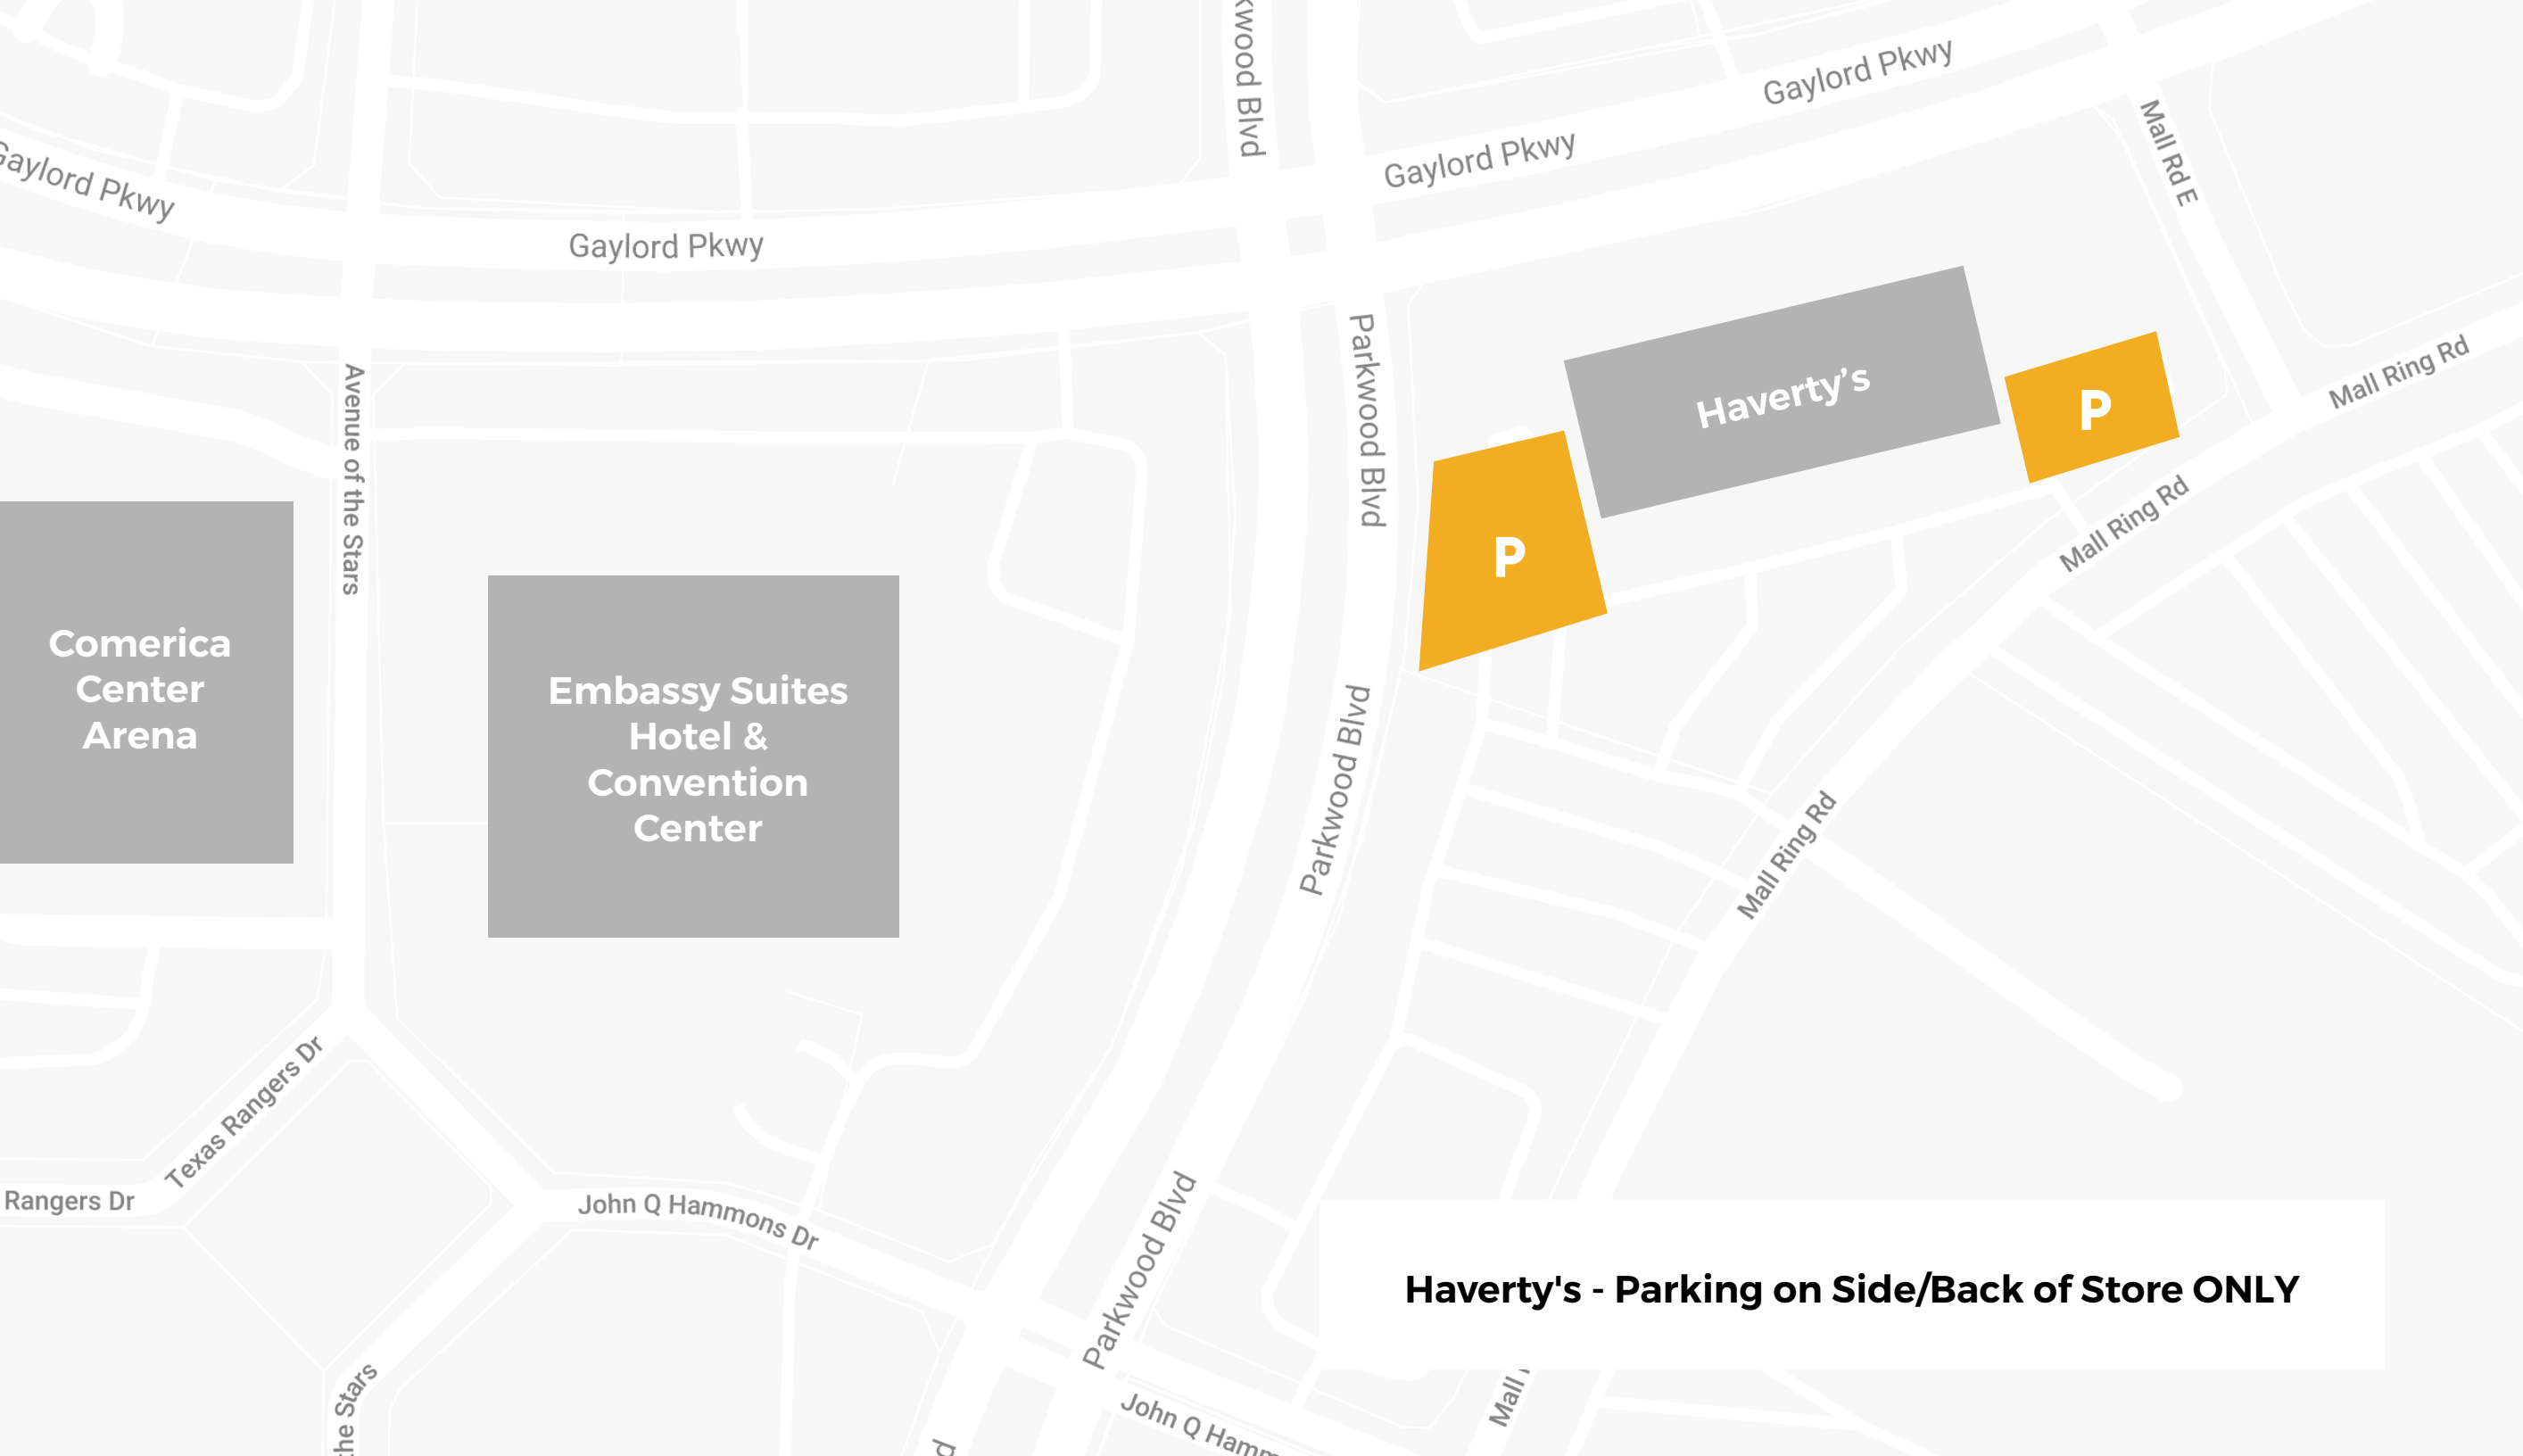 kwood Blvd
Gaylord Pkwy
Gaylord Pkwy
Gaylord Pkwy
Gaylord Pkwy
Mall Rd E
Parkwood Blvd
Avenue of the Stars
Haverty's
P
P
Mall Ring Rd
Mall Ring Rd
Comerica
Center
Arena
Embassy Suites
Hotel &
Convention
Center
Parkwood Blvd
Mall Ring Rd
Texas Rangers Dr
Rangers Dr
John Q Hammons Dr
Parkwood Blvd
Haverty's - Parking on Side/Back of Store ONLY
he Stars
Mall
John Q Hamm
d